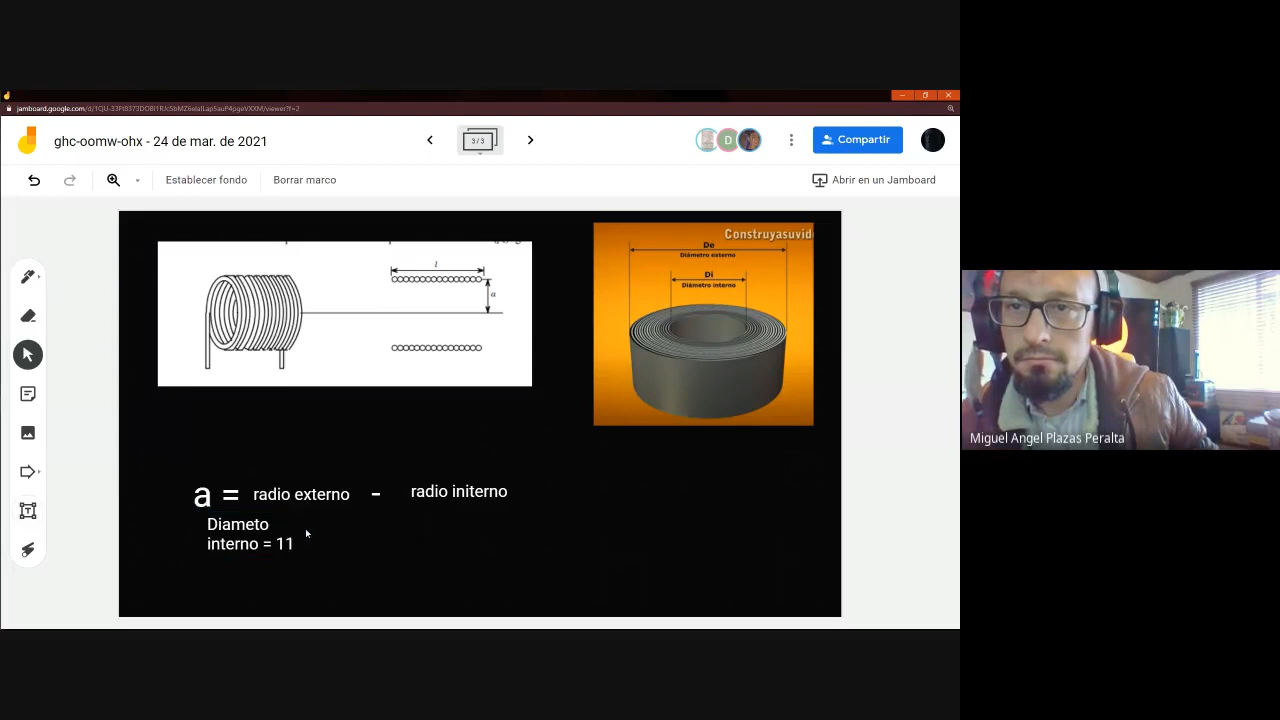 ghc-oomw-ohx - 24 de mar. de 2021
3 / 3
D
Compartir
Establecer fondo
Borrar marco
Abrir en un Jamboard
l
a
Construyasuvid
De
Diámetro externo
Di
Diámetro interno
a = radio externo - radio initerno
Diameto
interno = 11
Miguel Angel Plazas Peralta